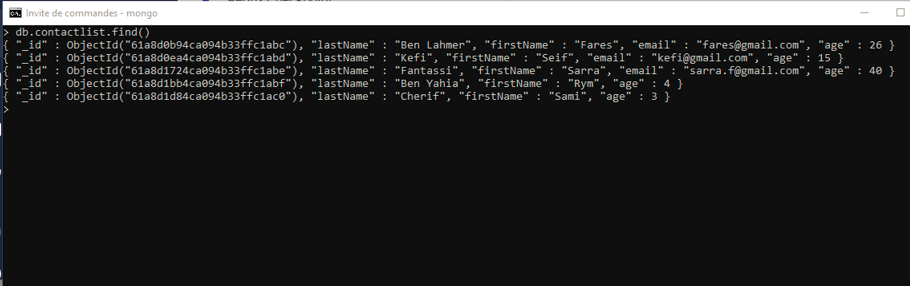 Invite de commandes - mongo
> db.contactlist.find()
{ "_id" : ObjectId("61a8d0b94ca094b33ffc1abc"), "lastName" : "Ben Lahmer", "firstName" : "Fares", "email" : "fares@gmail.com", "age" : 26 }
{ "_id" : ObjectId("61a8d0ea4ca094b33ffc1abd"), "lastName" : "Kefi", "firstName" : "Seif", "email" : "kefi@gmail.com", "age" : 15 }
{ "_id" : ObjectId("61a8d1724ca094b33ffc1abe"), "lastName" : "Fantassi", "firstName" : "Sarra", "email" : "sarra.f@gmail.com", "age" : 40 }
{ "_id" : ObjectId("61a8d1bb4ca094b33ffc1abf"), "lastName" : "Ben Yahia", "firstName" : "Rym", "age" : 4 }
{ "_id" : ObjectId("61a8d1d84ca094b33ffc1ac0"), "lastName" : "Cherif", "firstName" : "Sami", "age" : 3 }
>